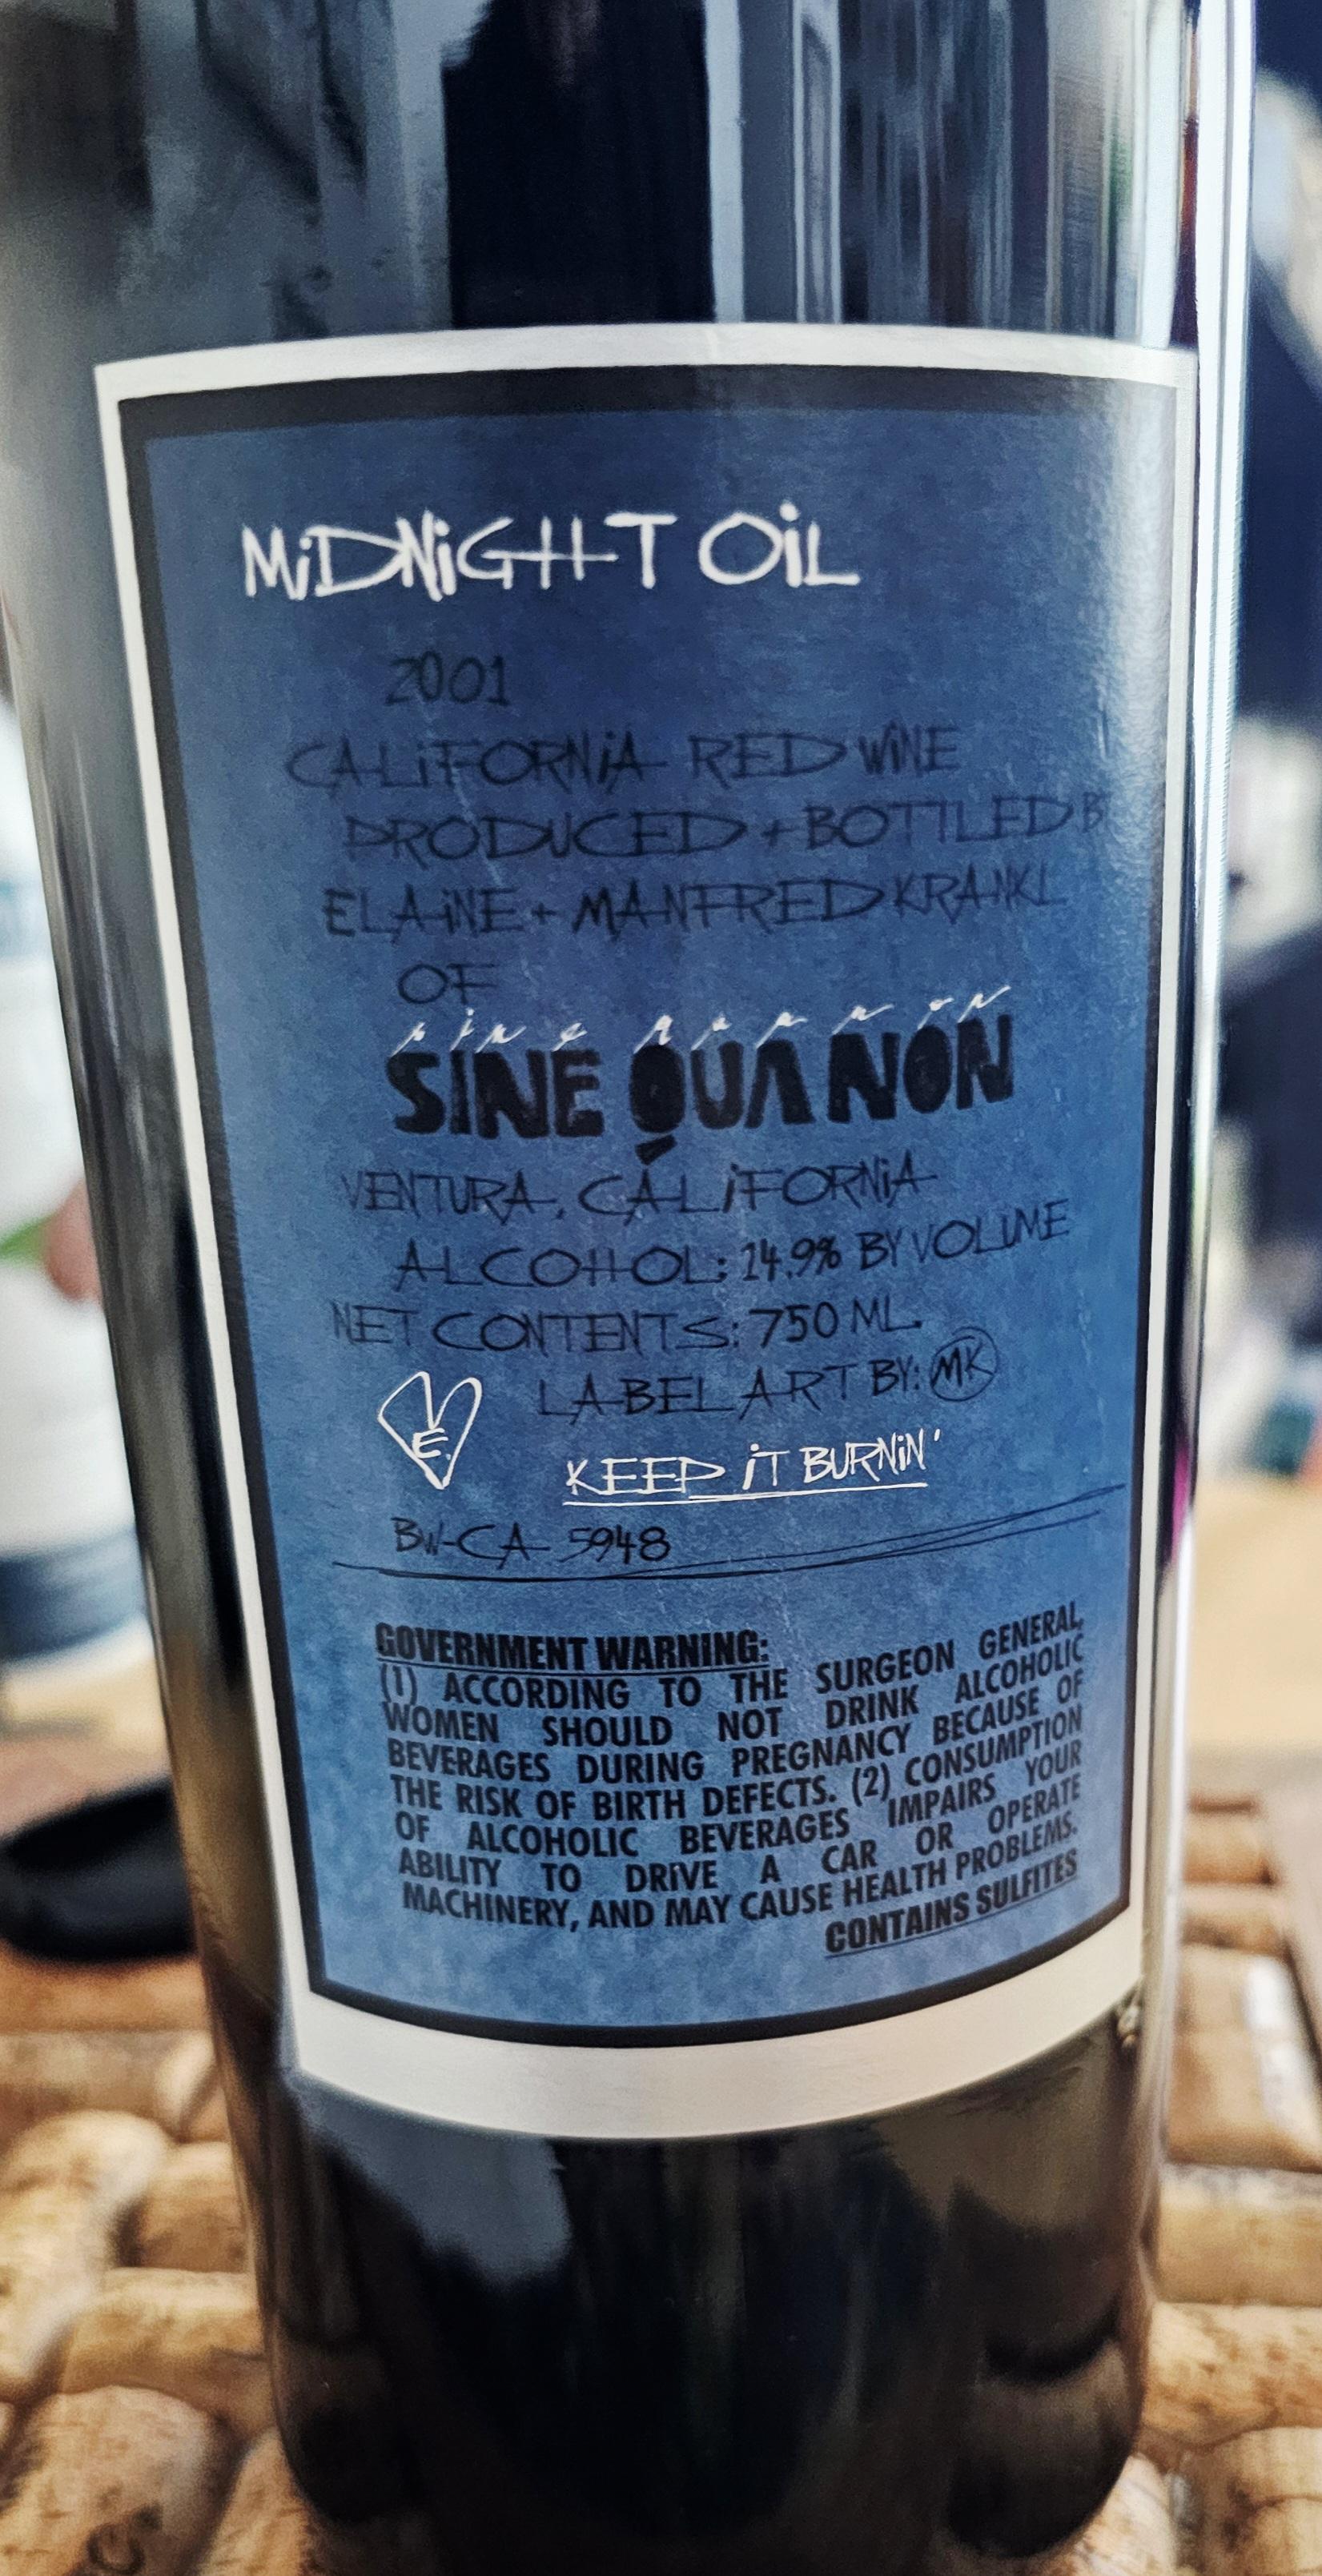 MiDNiGHT OiL
2001
CALiFORNiA RED WiNE
PRODUCED + BOTTLED BY
ELAiNE + MANFRED KRANKL
OF
sine qua non
SINE QUA NON
VENTURA, CALiFORNiA
ALCOHOL: 14.9% BY VOLUME
NET CONTENTS: 750 ML.
LABEL ART BY: MK
E.
KEEP iT BURNiN'
BW-CA-5948
GOVERNMENT WARNING:
(1) ACCORDING TO THE SURGEON GENERAL,
WOMEN SHOULD NOT DRINK ALCOHOLIC
BEVERAGES DURING PREGNANCY BECAUSE OF
THE RISK OF BIRTH DEFECTS. (2) CONSUMPTION
OF ALCOHOLIC BEVERAGES IMPAIRS YOUR
ABILITY TO DRIVE A CAR OR OPERATE
MACHINERY, AND MAY CAUSE HEALTH PROBLEMS.
CONTAINS SULFITES